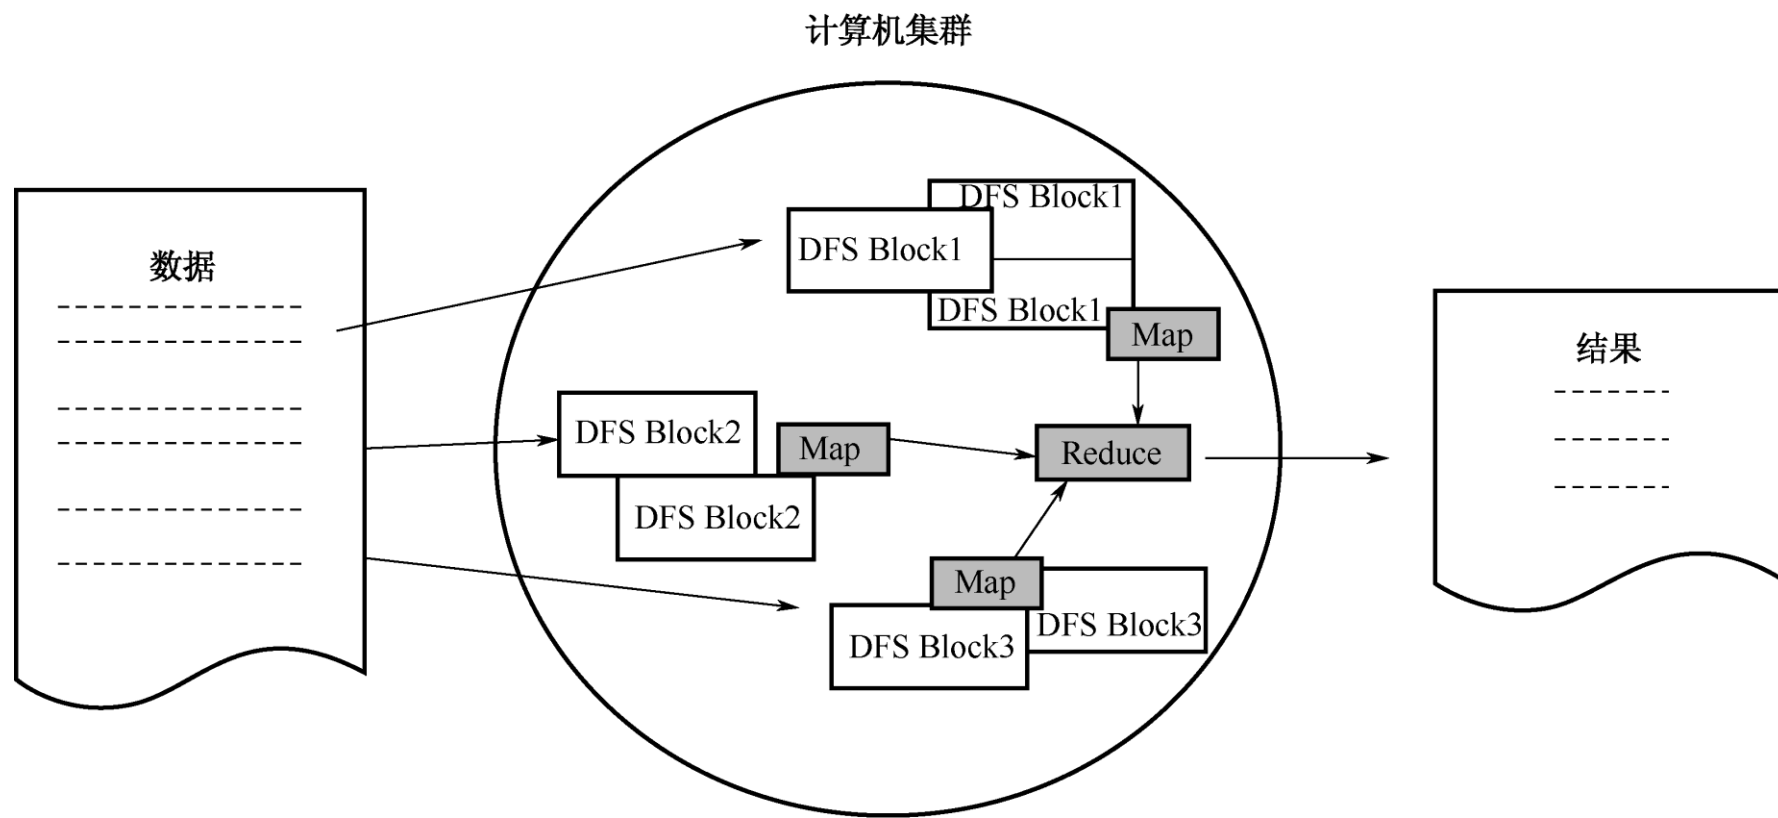 计算机集群
数据
DFS Block1
DFS Block1
DFS Block1
Map
DFS Block2
Map
DFS Block2
Reduce
Map
DFS Block3
DFS Block3
结果